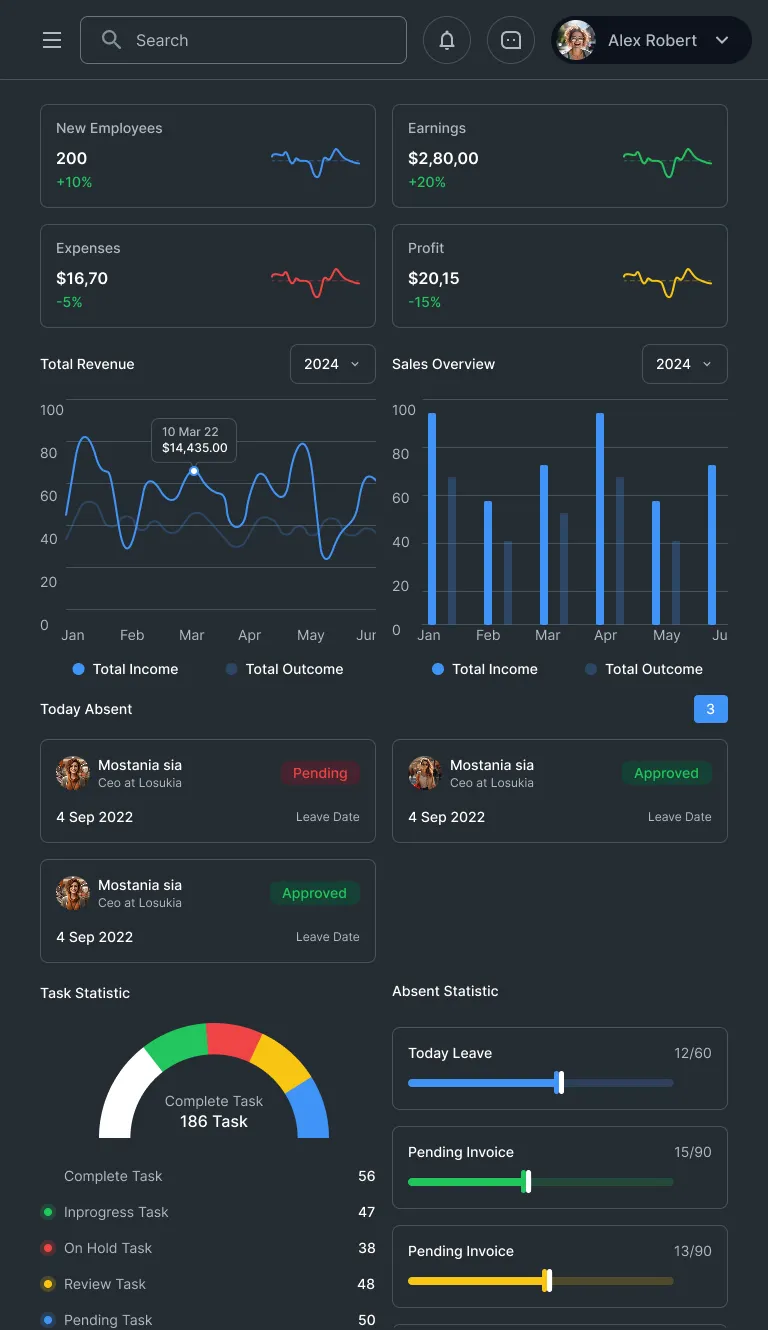 Search
Alex Robert
New Employees
200
+10%
Earnings
$2,80,00
+20%
Expenses
$16,70
-5%
Profit
$20,15
-15%
Total Revenue
2024
100
80
60
40
20
0
10 Mar 22
$14,435.00
Jan Feb Mar Apr May Jun
Total Income Total Outcome
Sales Overview
2024
100
80
60
40
20
0
Jan Feb Mar Apr May Ju
Total Income Total Outcome
Today Absent
3
Mostania sia
Ceo at Losukia
Pending
4 Sep 2022
Leave Date
Mostania sia
Ceo at Losukia
Approved
4 Sep 2022
Leave Date
Mostania sia
Ceo at Losukia
Approved
4 Sep 2022
Leave Date
Task Statistic
Complete Task
186 Task
Complete Task 56
Inprogress Task 47
On Hold Task 38
Review Task 48
Pending Task 50
Absent Statistic
Today Leave 12/60
Pending Invoice 15/90
Pending Invoice 13/90